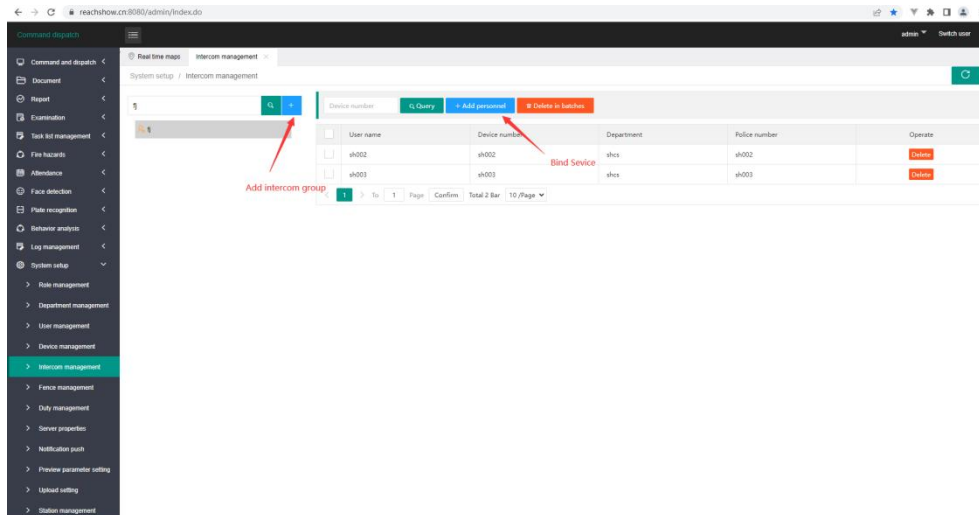 reachshow.cn:8080/admin/index.do
Command dispatch
admin Switch user
Real time maps Intercom management
System setup / Intercom management
Command and dispatch
Document
Report
Examination
Task list management
Fire hazards
Attendance
Face detection
Plate recognition
Behavior analysis
Log management
System setup
Role management
Department management
User management
Device management
Intercom management
Fence management
Duty management
Server properties
Notification push
Preview parameter setting
Upload setting
Station management
Add intercom group
Device number Query + Add personnel Delete in batches
User name Device number Department Police number Operate
sh002 sh002 shcs sh002 Delete
sh003 sh003 shcs sh003 Delete
Bind Sevice
< 1 > To 1 Page Confirm Total 2 Bar 10 /Page